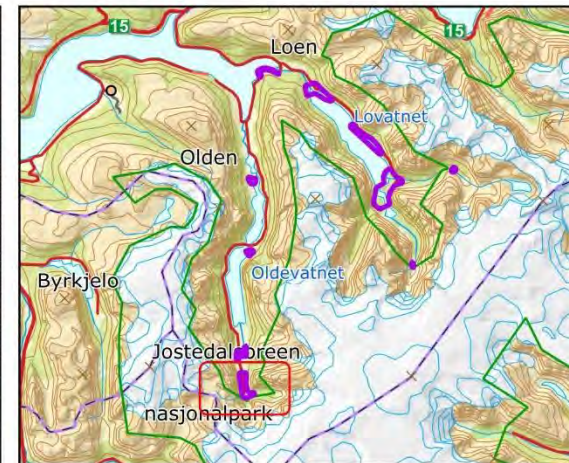 15
15
Loen
Lovatnet
Olden
Oldevatnet
Byrkjelo
Jostedalsbreen
nasjonalpark